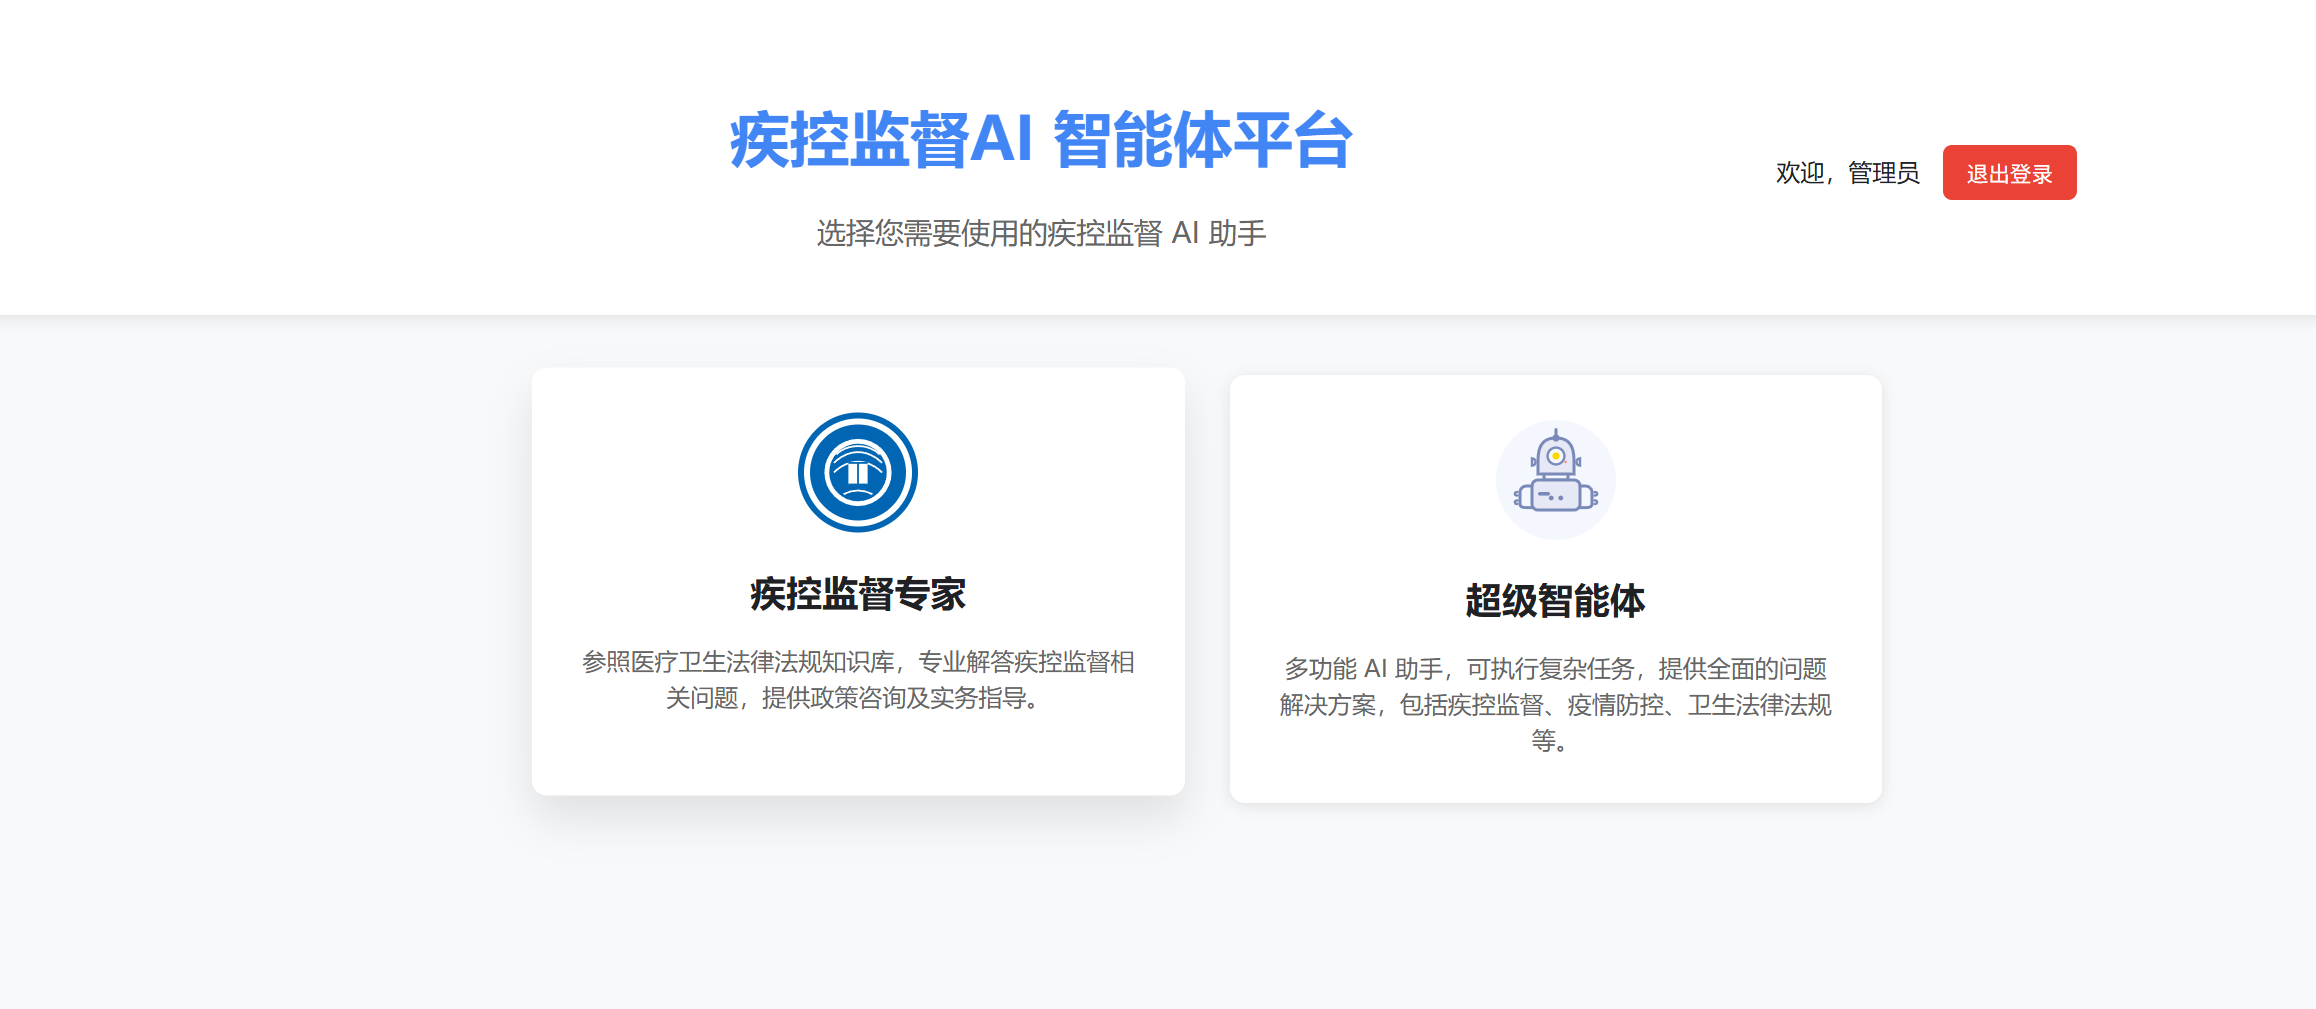 疾控监督AI 智能体平台
选择您需要使用的疾控监督 AI 助手
欢迎，管理员
退出登录
疾控监督专家
参照医疗卫生法律法规知识库，专业解答疾控监督相
关问题，提供政策咨询及实务指导。
超级智能体
多功能 AI 助手，可执行复杂任务，提供全面的问题
解决方案，包括疾控监督、疫情防控、卫生法律法规
等。